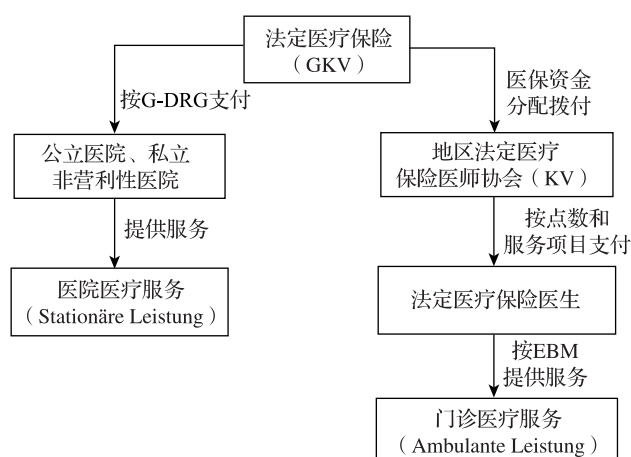 法定医疗保险
（GKV）
按G-DRG支付
医保资金
分配拨付
公立医院、私立
非营利性医院
地区法定医疗
保险医师协会（KV）
提供服务
按点数和
服务项目支付
医院医疗服务
（Stationäre Leistung）
法定医疗保险医生
按EBM
提供服务
门诊医疗服务
（Ambulante Leistung）